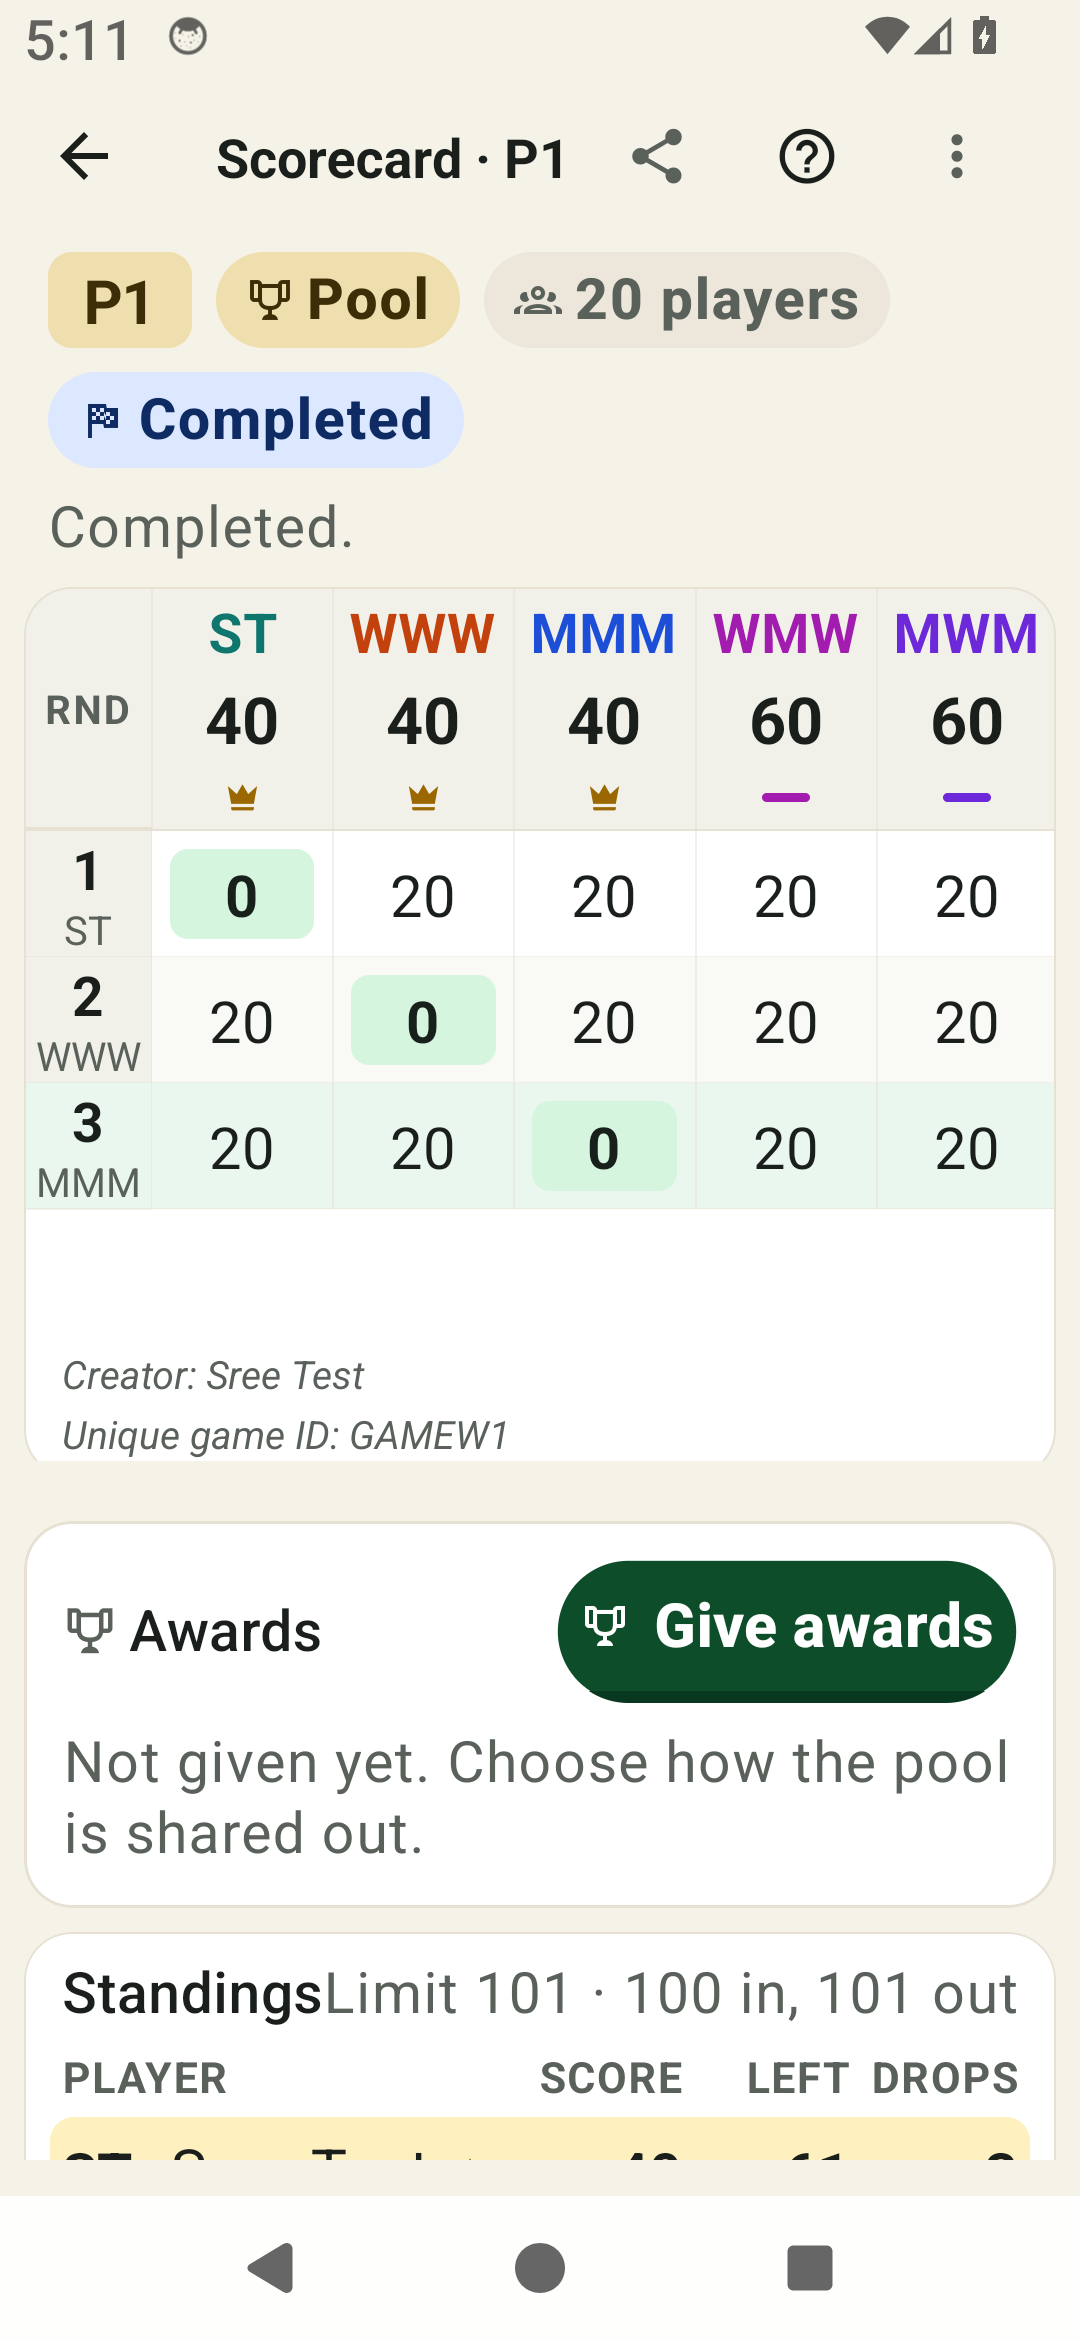 5:11
Scorecard · P1
P1 Pool 20 players
Completed
Completed.
RND ST WWW MMM WMW MWM
40 40 40 60 60
1 0 20 20 20 20
ST
2 20 0 20 20 20
WWW
3 20 20 0 20 20
MMM
Creator: Sree Test
Unique game ID: GAMEW1
Awards Give awards
Not given yet. Choose how the pool
is shared out.
Standings Limit 101 · 100 in, 101 out
PLAYER SCORE LEFT DROPS